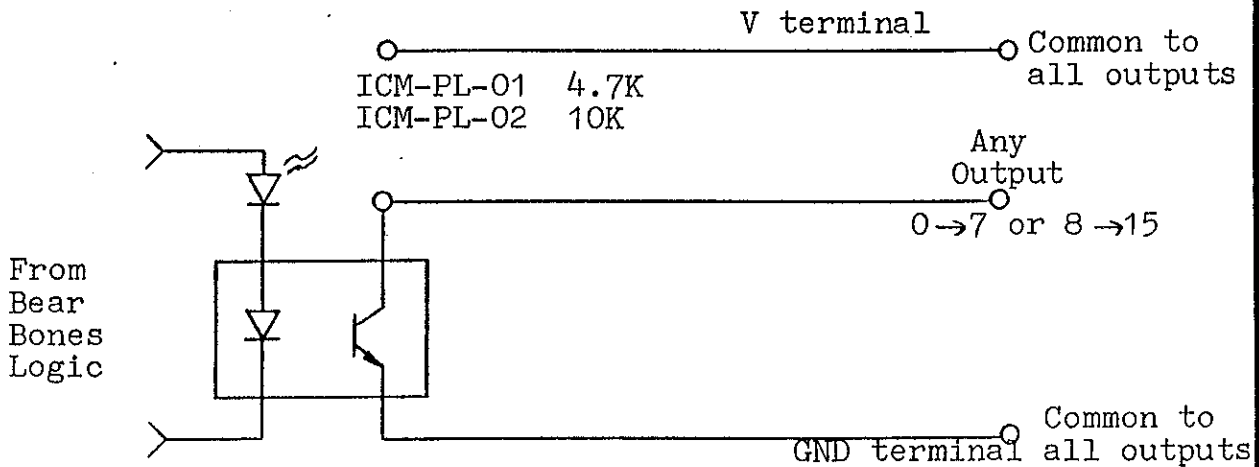 V terminal
Common to
all outputs
ICM-PL-01 4.7K
ICM-PL-02 10K
Any
Output
0→7 or 8→15
From
Bear
Bones
Logic
Common to
GND terminal all outputs